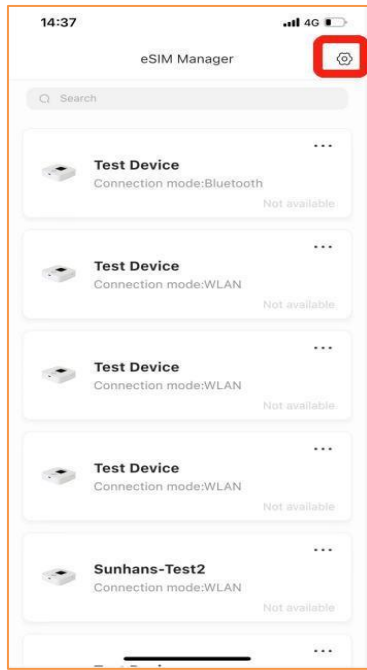 14:37 4G
eSIM Manager
Search
Test Device
Connection mode:Bluetooth
Not available
Test Device
Connection mode:WLAN
Not available
Test Device
Connection mode:WLAN
Not available
Test Device
Connection mode:WLAN
Not available
Sunhans-Test2
Connection mode:WLAN
Not available